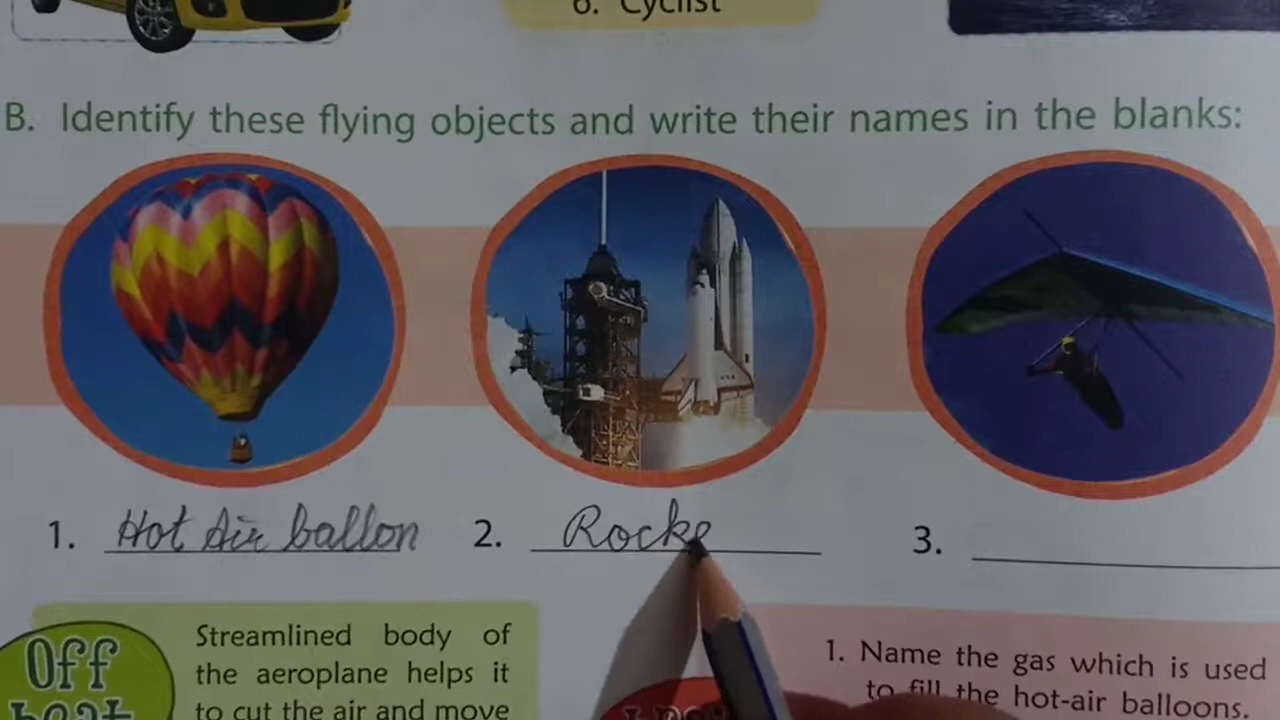 6. Cyclist
B. Identify these flying objects and write their names in the blanks:
1. Hot Air ballon 2. Rocke 3.
Off beat
Streamlined body of
the aeroplane helps it
to cut the air and move
1. Name the gas which is used
to fill the hot-air balloons.